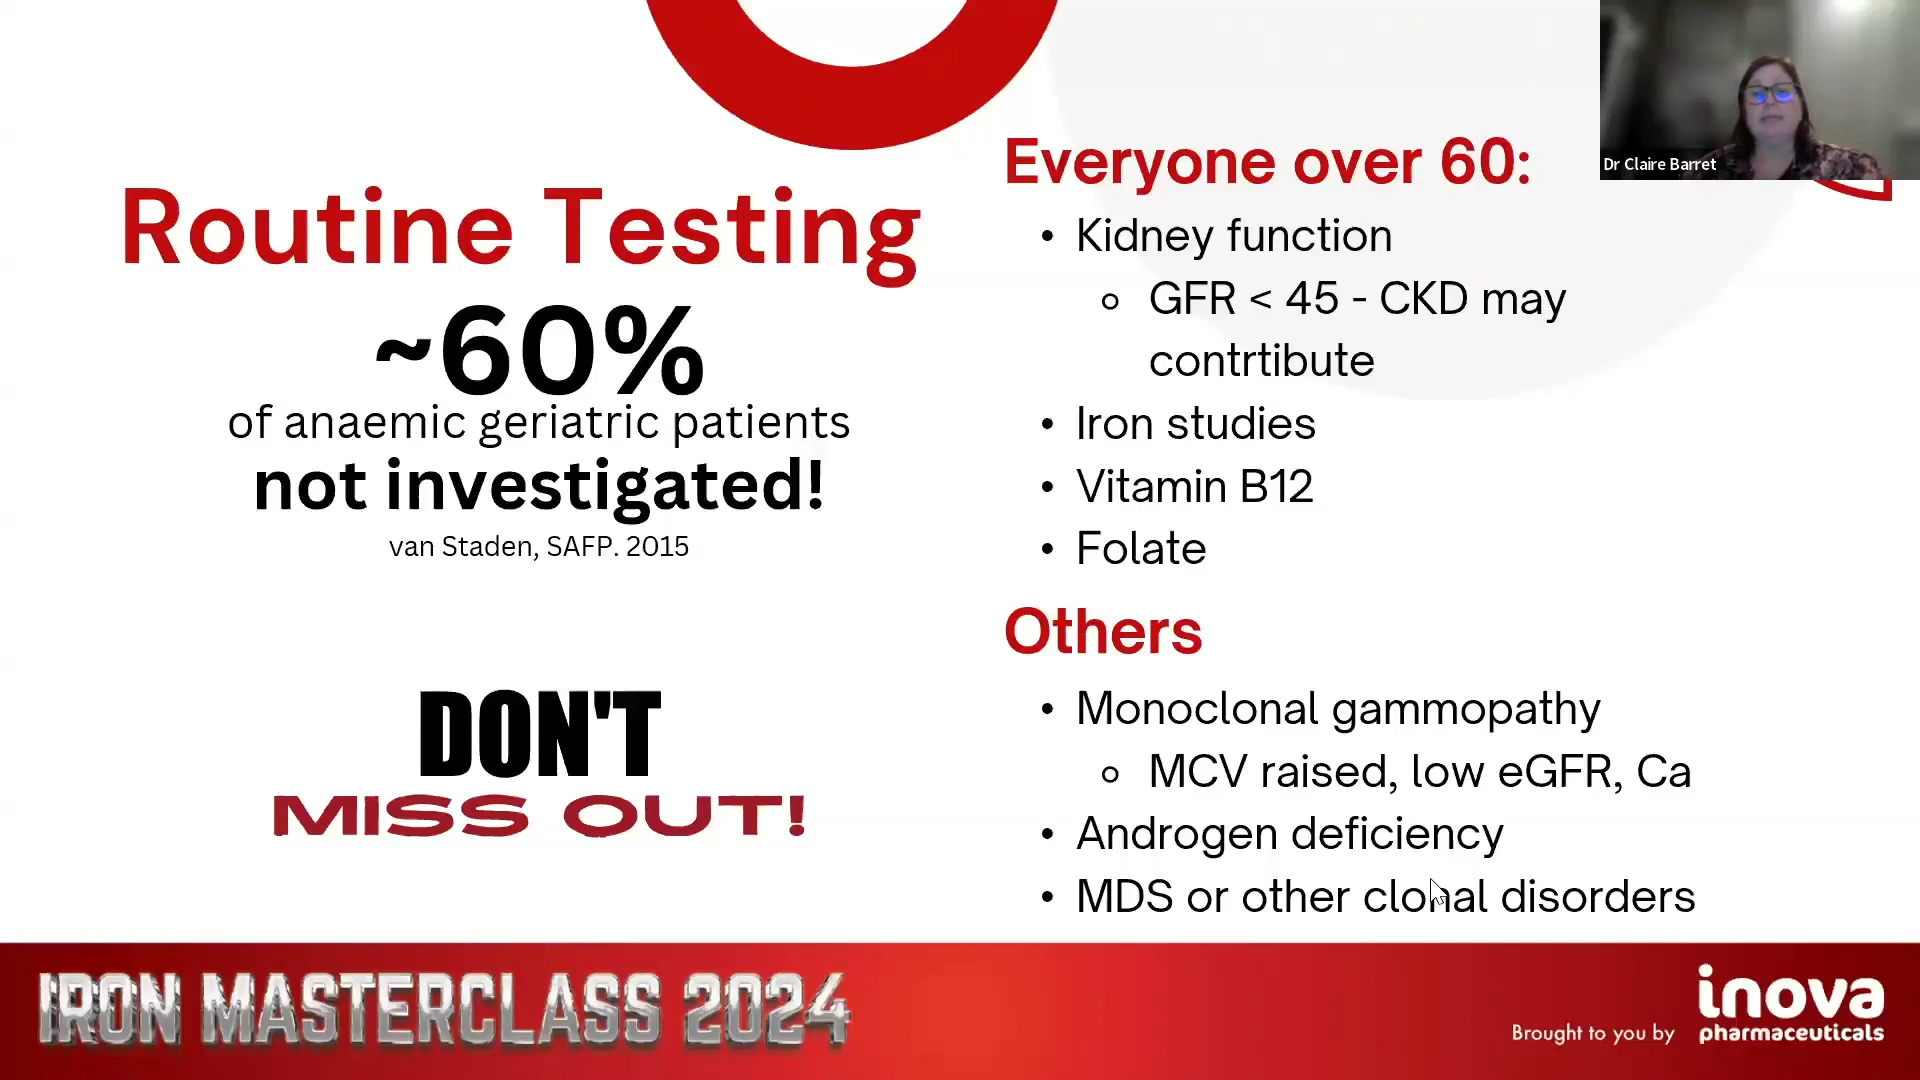 Dr Claire Barret
Routine Testing
~60%
of anaemic geriatric patients
not investigated!
van Staden, SAFP. 2015
DON'T
MISS OUT!
Everyone over 60:
• Kidney function
○ GFR < 45 - CKD may
contrtibute
• Iron studies
• Vitamin B12
• Folate
Others
• Monoclonal gammopathy
○ MCV raised, low eGFR, Ca
• Androgen deficiency
• MDS or other clonal disorders
IRON MASTERCLASS 2024
Brought to you by
inova
pharmaceuticals